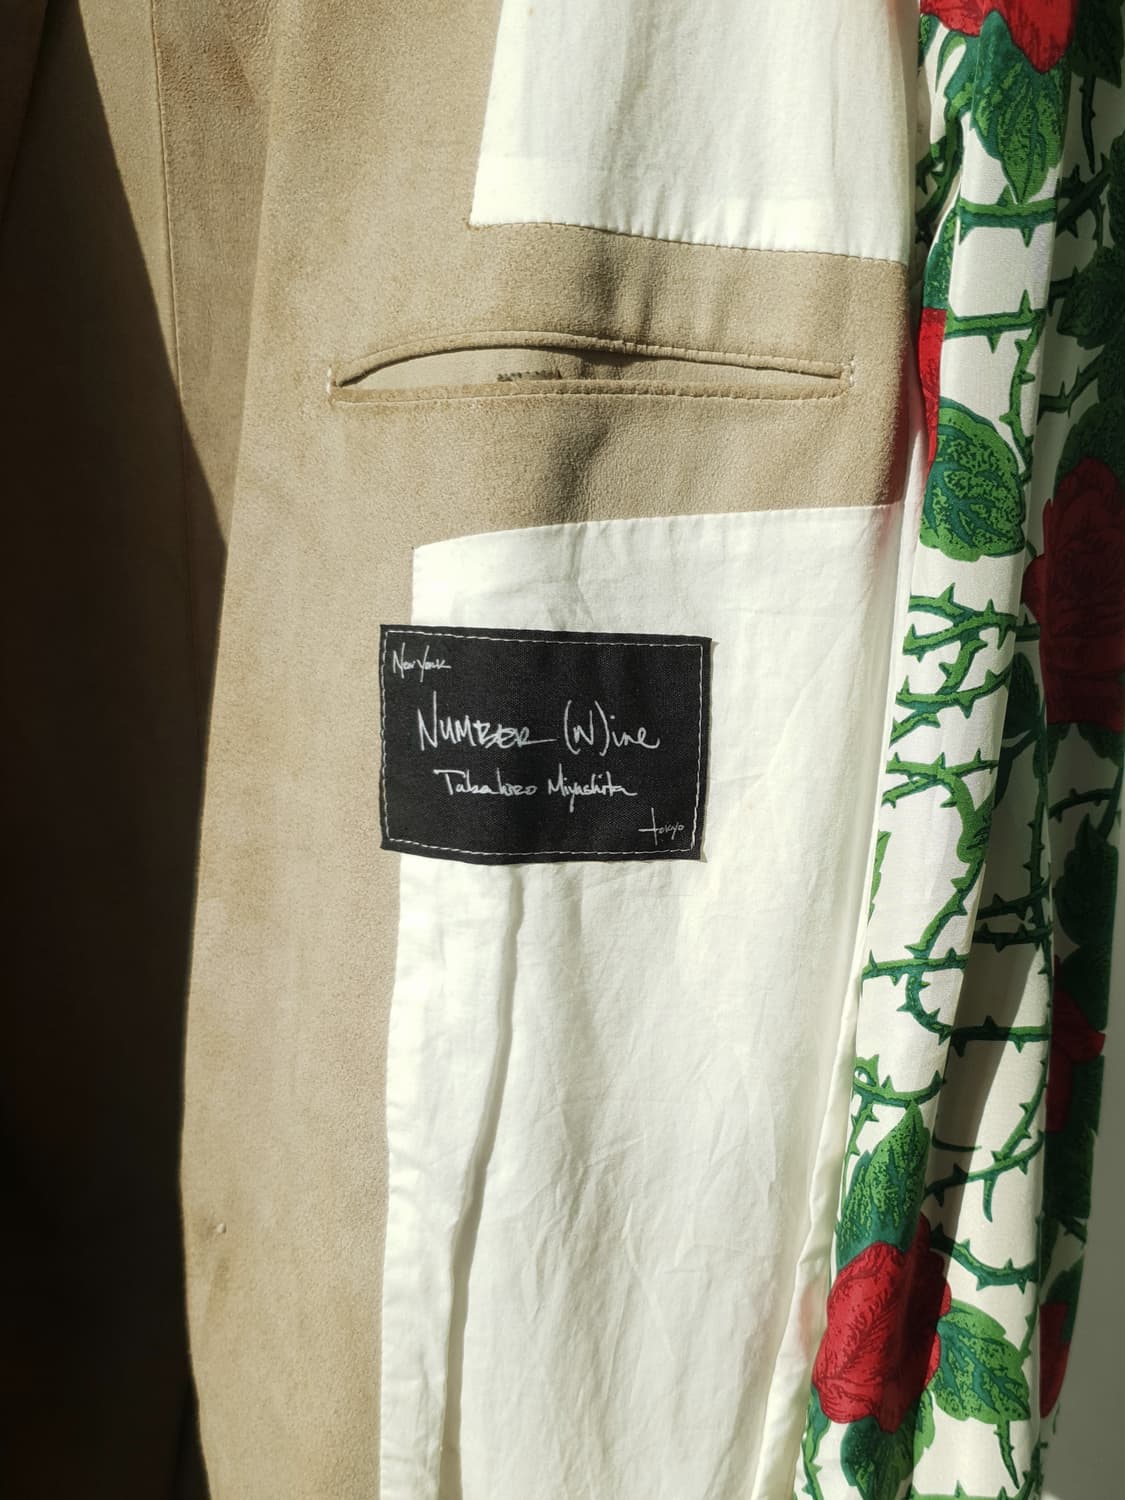 New York
NUMBER (N)ine
Takahiro Miyashita
tokyo